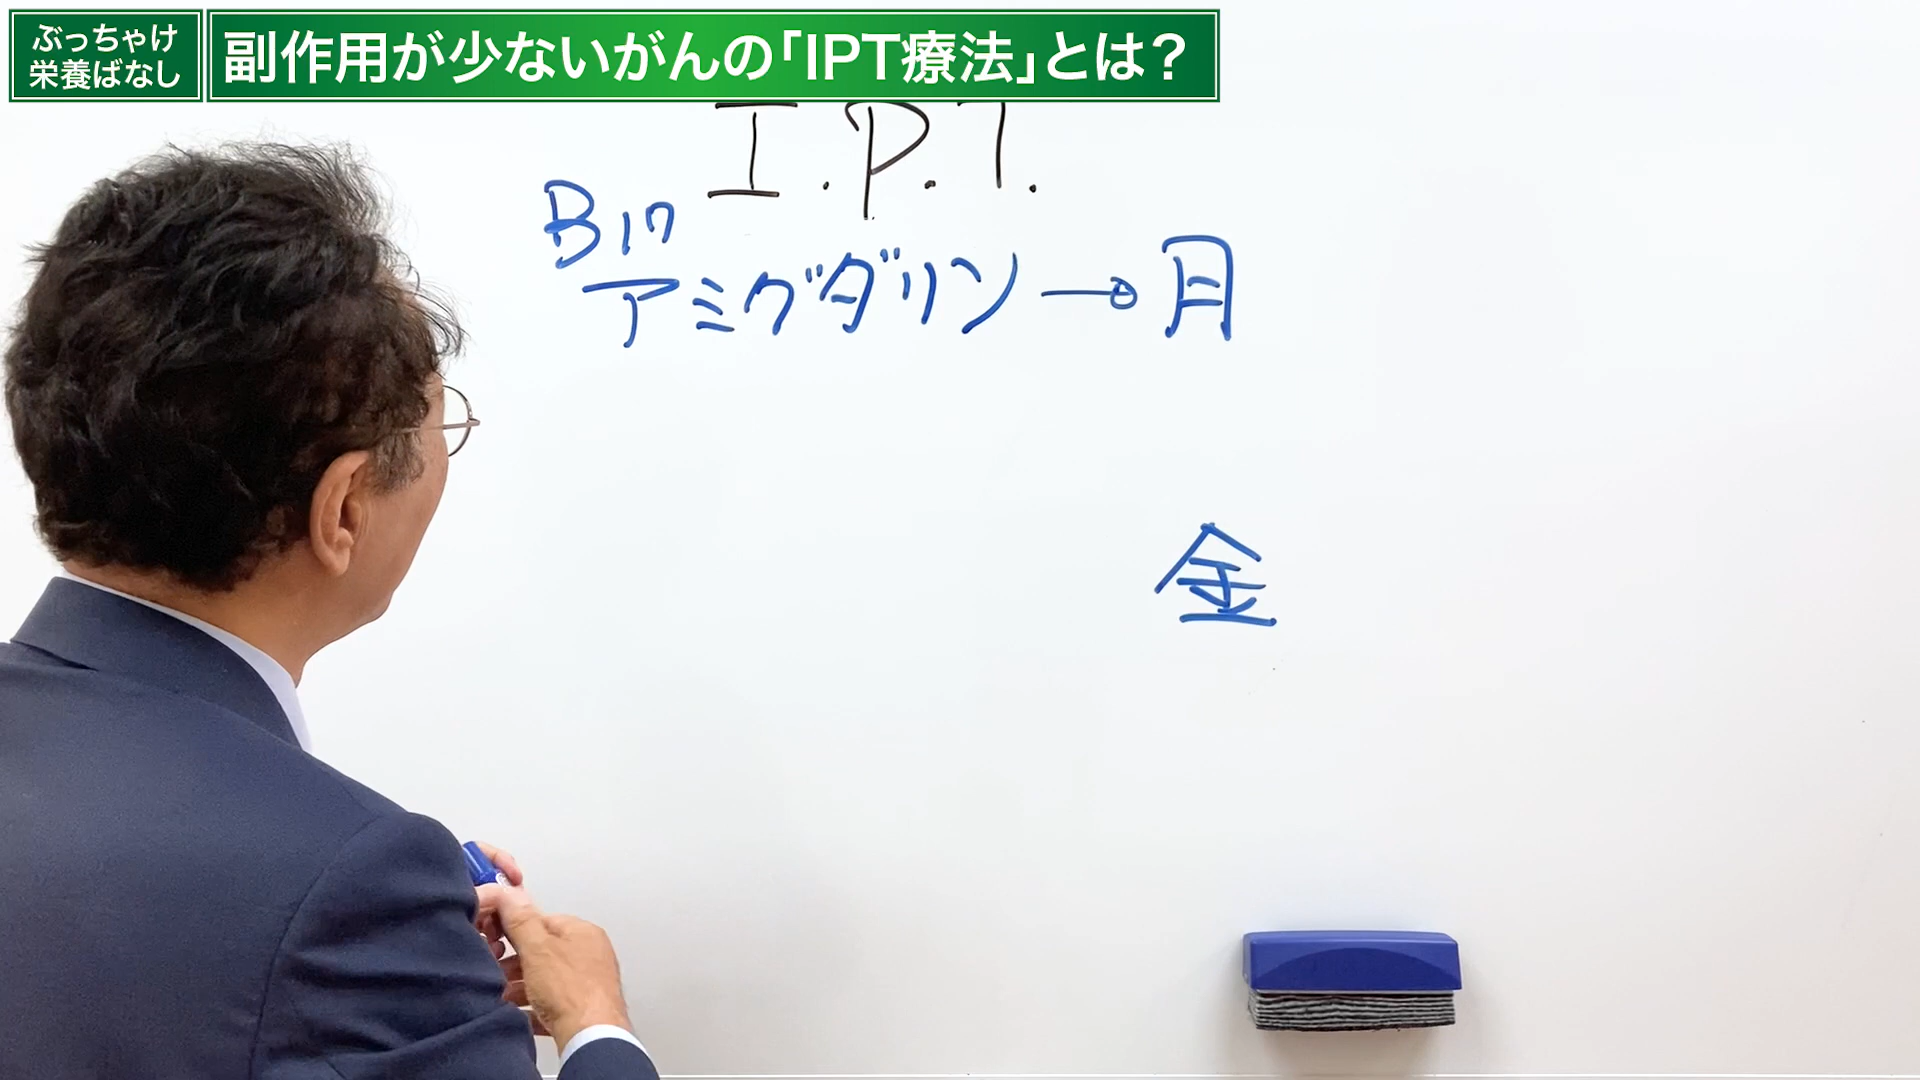 ぶっちゃけ
栄養ばなし
副作用が少ないがんの「IPT療法」とは？
I.P.T.
B17
アミグダリン→月
金